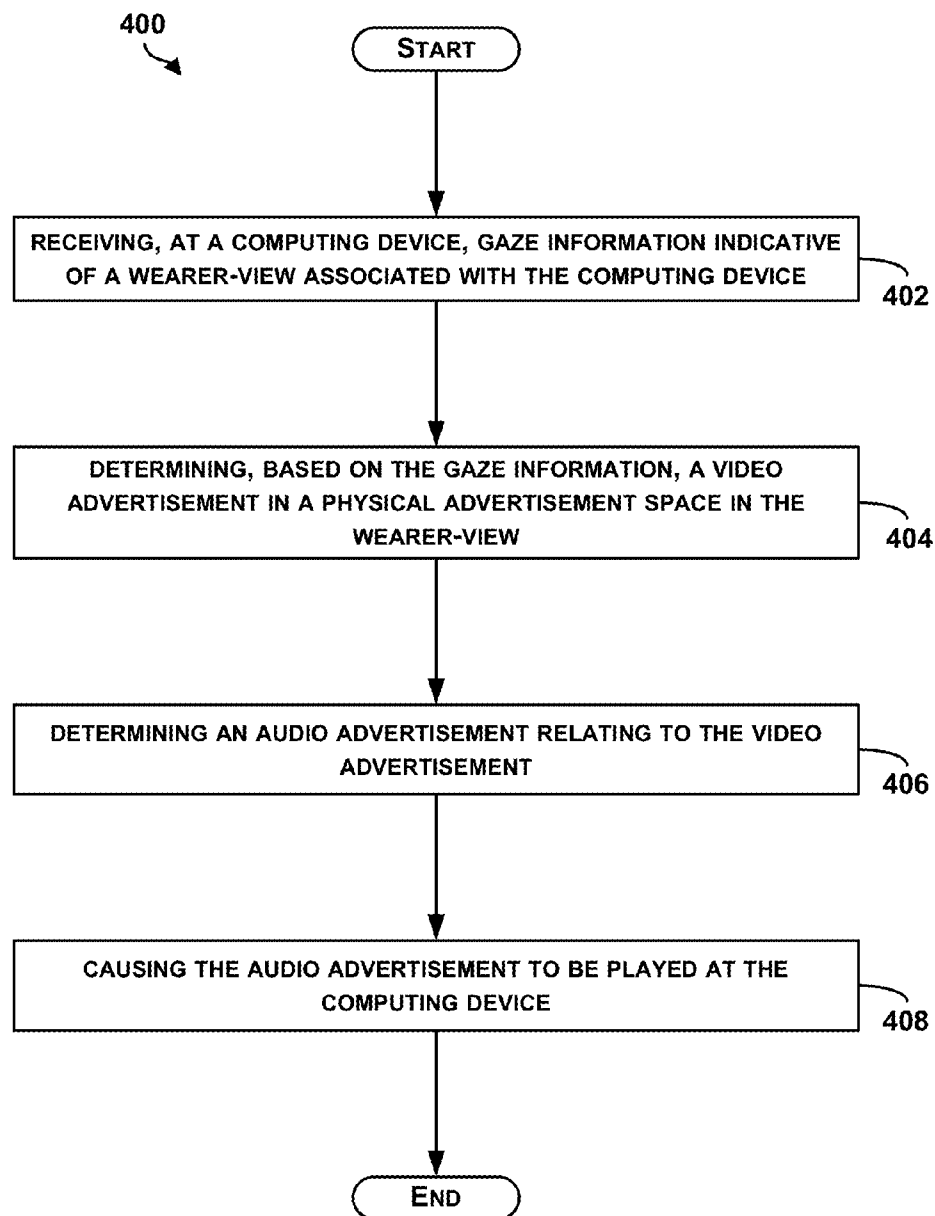 400
START
RECEIVING, AT A COMPUTING DEVICE, GAZE INFORMATION INDICATIVE
OF A WEARER-VIEW ASSOCIATED WITH THE COMPUTING DEVICE
402
DETERMINING, BASED ON THE GAZE INFORMATION, A VIDEO
ADVERTISEMENT IN A PHYSICAL ADVERTISEMENT SPACE IN THE
WEARER-VIEW
404
DETERMINING AN AUDIO ADVERTISEMENT RELATING TO THE VIDEO
ADVERTISEMENT
406
CAUSING THE AUDIO ADVERTISEMENT TO BE PLAYED AT THE
COMPUTING DEVICE
408
END